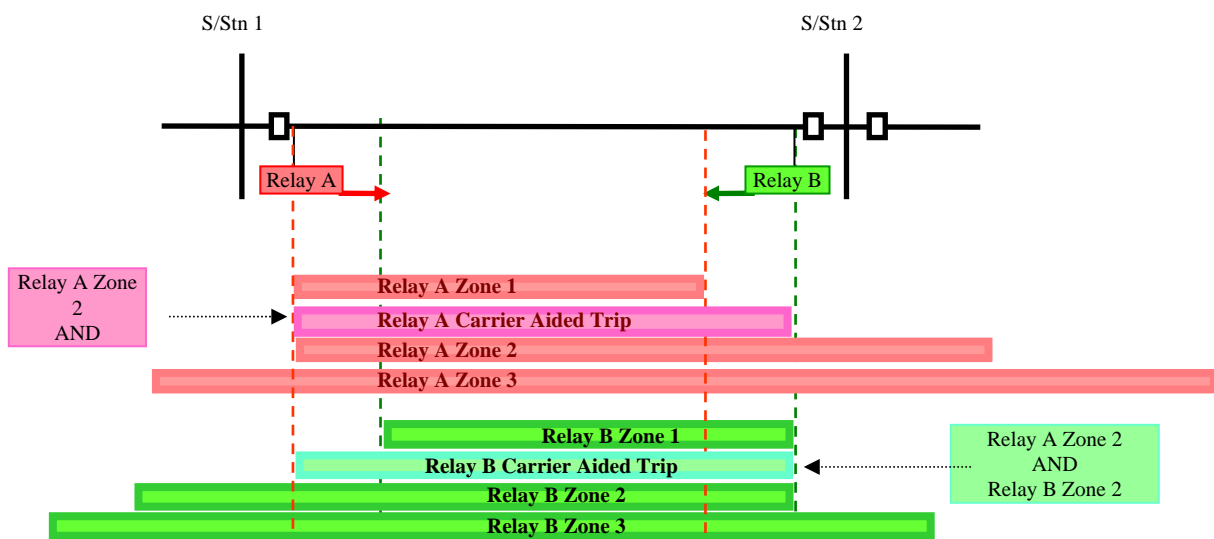 S/Stn 1
S/Stn 2
Relay A
Relay B
Relay A Zone
2
AND
Relay A Zone 1
Relay A Carrier Aided Trip
Relay A Zone 2
Relay A Zone 3
Relay B Zone 1
Relay B Carrier Aided Trip
Relay B Zone 2
Relay B Zone 3
Relay A Zone 2
AND
Relay B Zone 2